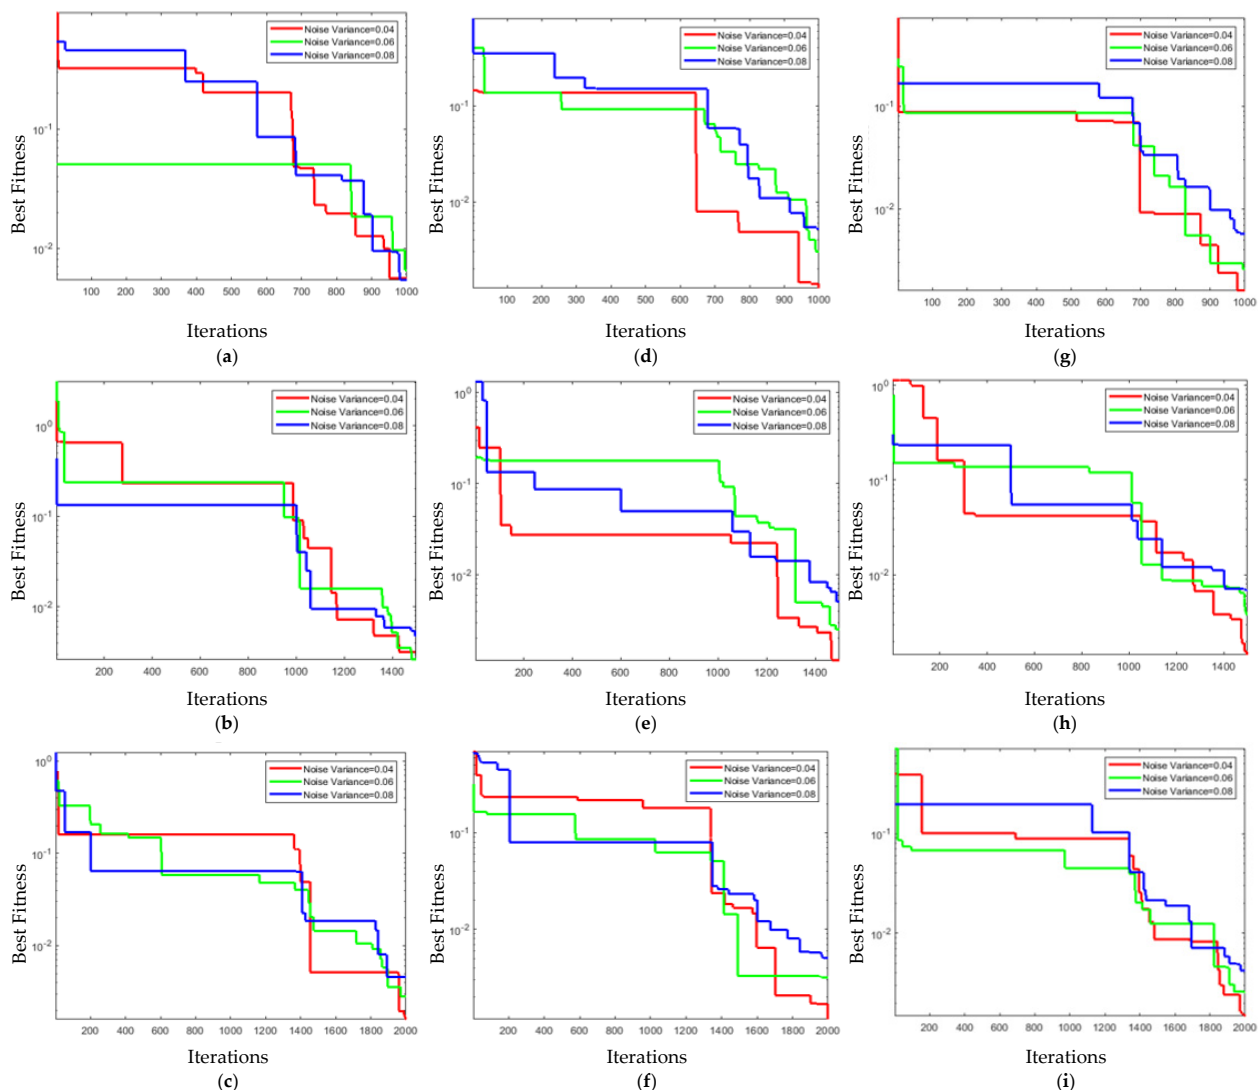 Noise Variance=0.04
Noise Variance=0.06
Noise Variance=0.08
10^-1
10^-2
Best Fitness
100 200 300 400 500 600 700 800 900 1000
Iterations
(a)
Noise Variance=0.04
Noise Variance=0.06
Noise Variance=0.08
10^-1
10^-2
Best Fitness
100 200 300 400 500 600 700 800 900 1000
Iterations
(d)
Noise Variance=0.04
Noise Variance=0.06
Noise Variance=0.08
10^-1
10^-2
Best Fitness
100 200 300 400 500 600 700 800 900 1000
Iterations
(g)
Noise Variance=0.04
Noise Variance=0.06
Noise Variance=0.08
10^0
10^-1
10^-2
Best Fitness
200 400 600 800 1000 1200 1400
Iterations
(b)
Noise Variance=0.04
Noise Variance=0.06
Noise Variance=0.08
10^0
10^-1
10^-2
Best Fitness
200 400 600 800 1000 1200 1400
Iterations
(e)
Noise Variance=0.04
Noise Variance=0.06
Noise Variance=0.08
10^0
10^-1
10^-2
Best Fitness
200 400 600 800 1000 1200 1400
Iterations
(h)
Noise Variance=0.04
Noise Variance=0.06
Noise Variance=0.08
10^0
10^-1
10^-2
Best Fitness
200 400 600 800 1000 1200 1400 1600 1800 2000
Iterations
(c)
Noise Variance=0.04
Noise Variance=0.06
Noise Variance=0.08
10^-1
10^-2
Best Fitness
200 400 600 800 1000 1200 1400 1600 1800 2000
Iterations
(f)
Noise Variance=0.04
Noise Variance=0.06
Noise Variance=0.08
10^-1
10^-2
Best Fitness
200 400 600 800 1000 1200 1400 1600 1800 2000
Iterations
(i)